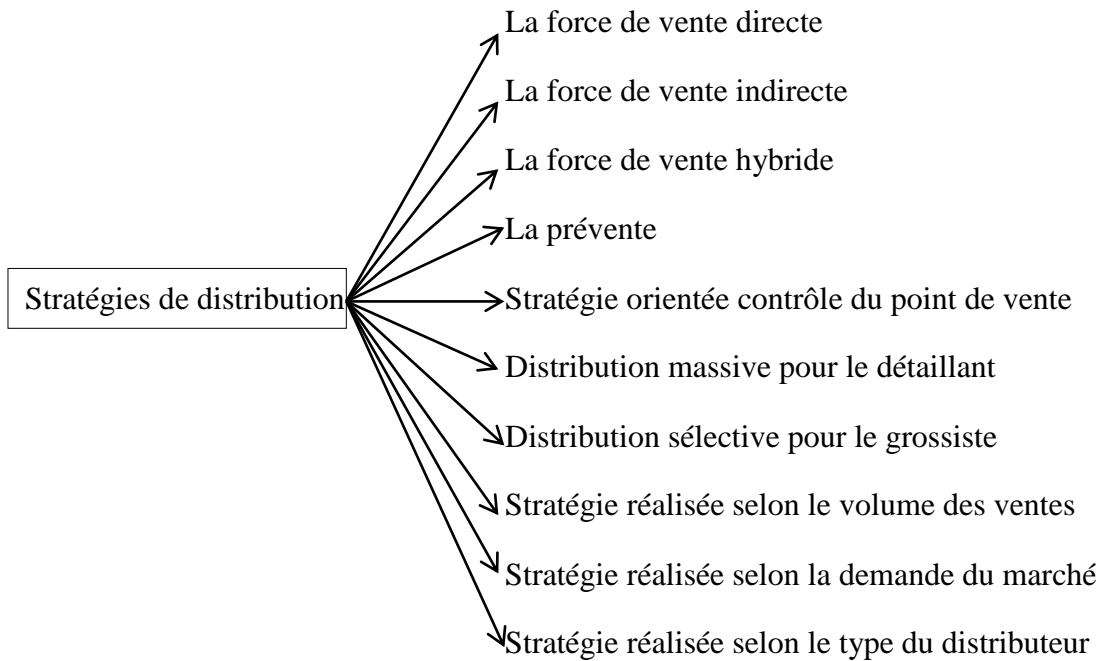 La force de vente directe
La force de vente indirecte
La force de vente hybride
La prévente
Stratégies de distribution
Stratégie orientée contrôle du point de vente
Distribution massive pour le détaillant
Distribution sélective pour le grossiste
Stratégie réalisée selon le volume des ventes
Stratégie réalisée selon la demande du marché
Stratégie réalisée selon le type du distributeur